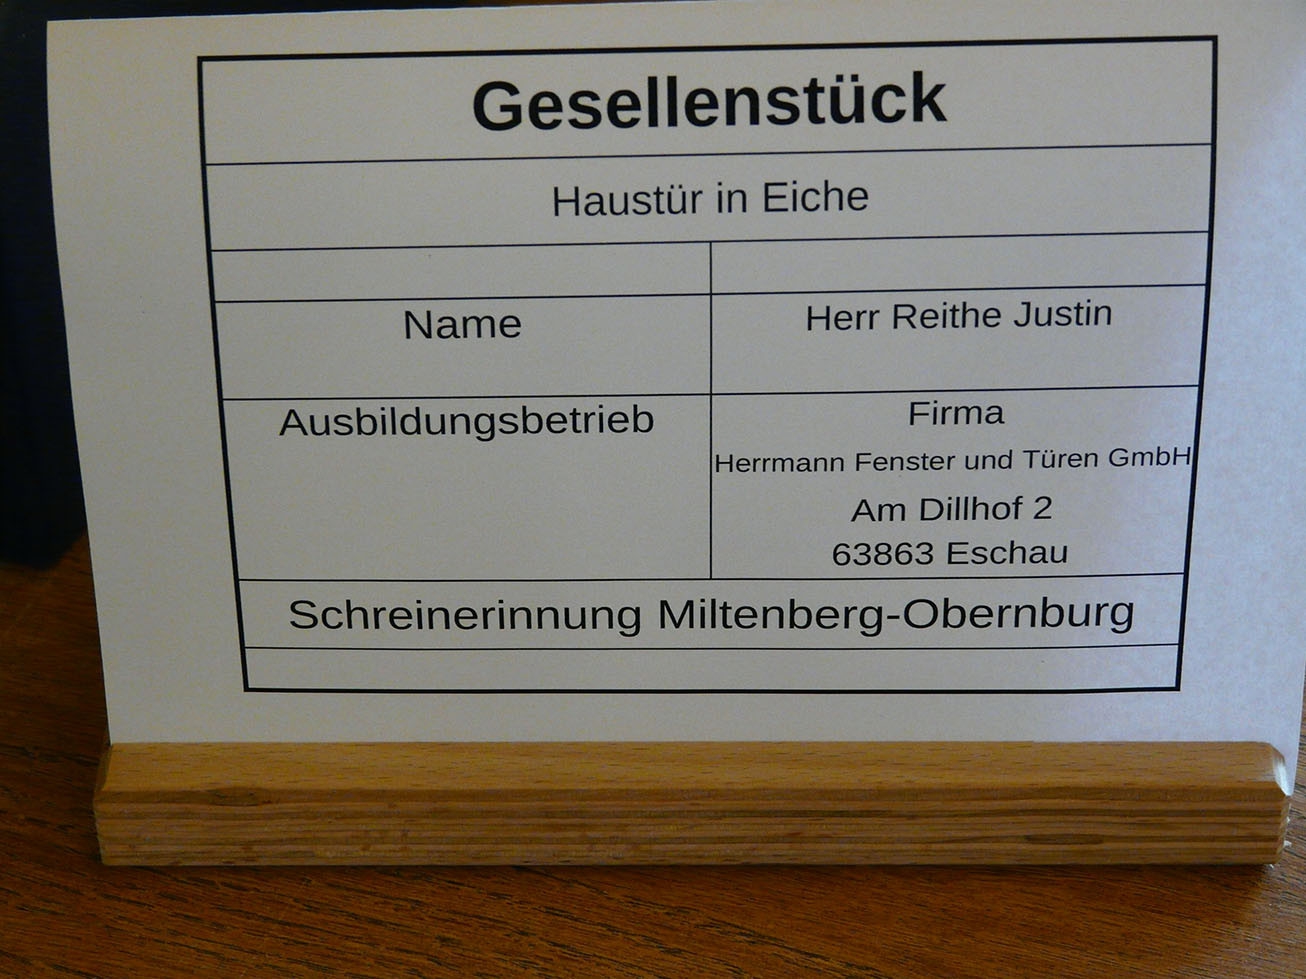 Gesellenstück
Haustür in Eiche
Name
Herr Reithe Justin
Ausbildungsbetrieb
Firma
Herrmann Fenster und Türen GmbH
Am Dillhof 2
63863 Eschau
Schreinerinnung Miltenberg-Obernburg